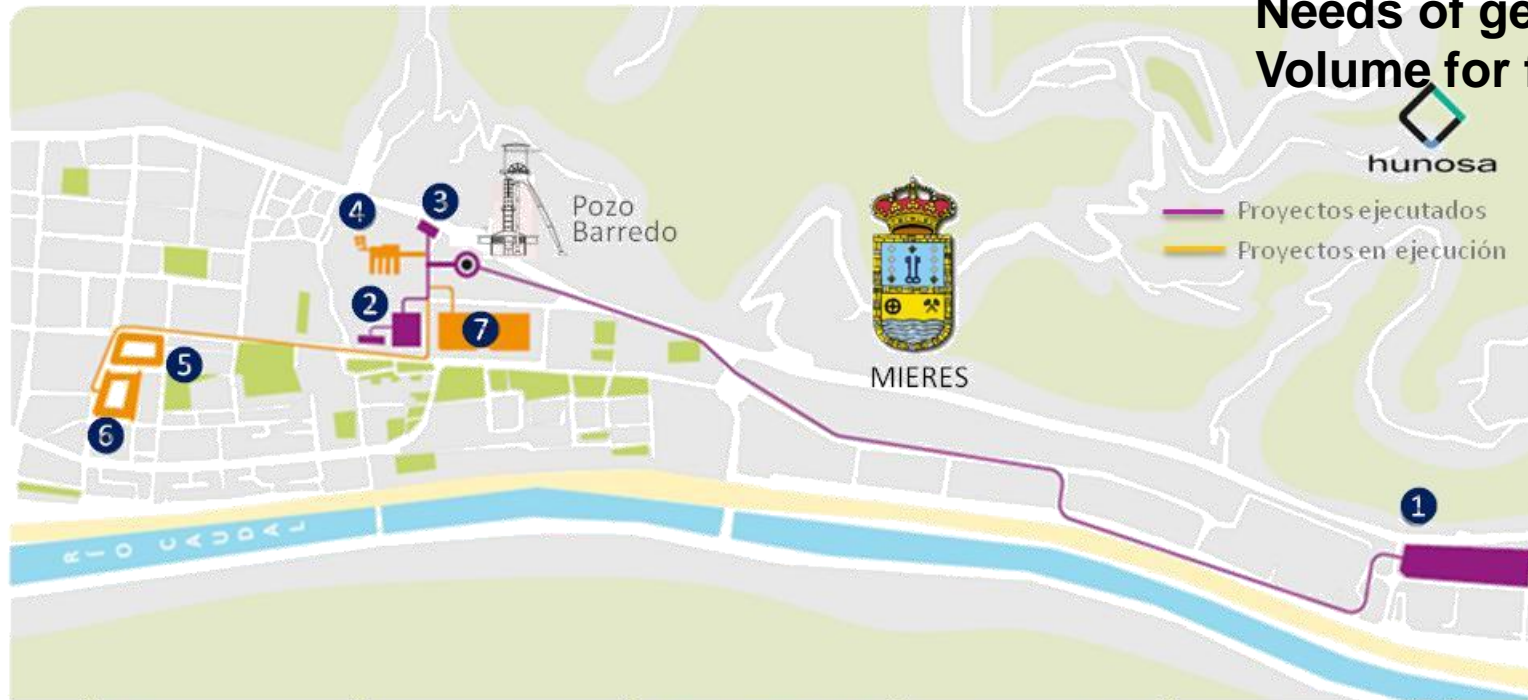 Needs of ge
Volume for
hunosa
Proyectos ejecutados
Proyectos en ejecución
4
3
Pozo
Barredo
2
7
MIERES
5
6
1
RÍO CAUDAL